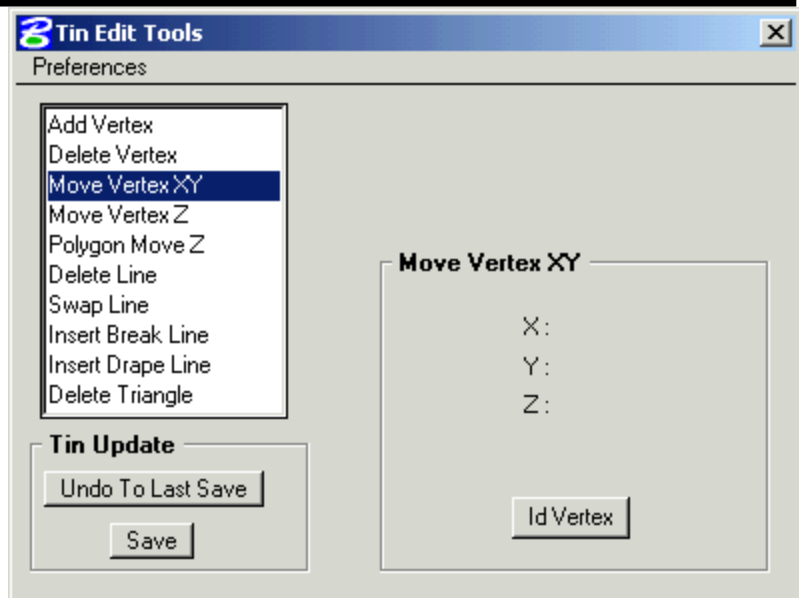 Tin Edit Tools
Preferences
Add Vertex
Delete Vertex
Move Vertex XY
Move Vertex Z
Polygon Move Z
Delete Line
Swap Line
Insert Break Line
Insert Drape Line
Delete Triangle
Tin Update
Undo To Last Save
Save
Move Vertex XY
X:
Y:
Z:
Id Vertex